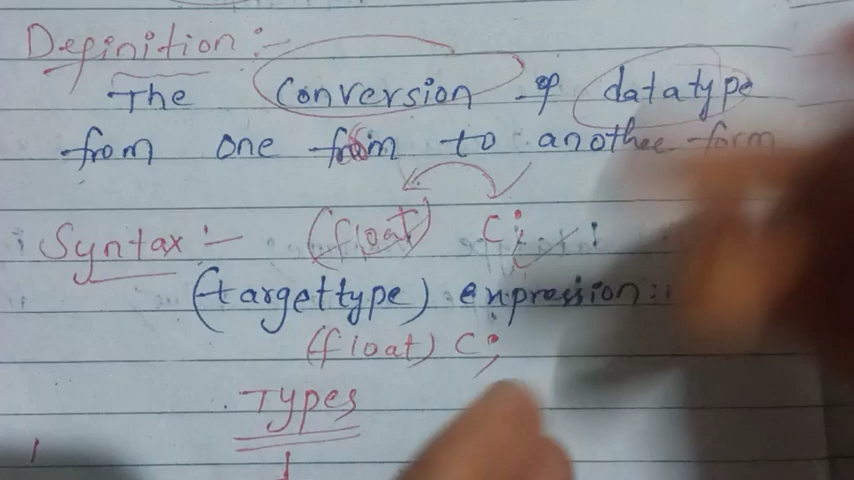 Definition :-
The Conversion of datatype
from one from to another form
Syntax :- (float) C;
(targettype) expression;
(float) C;
Types